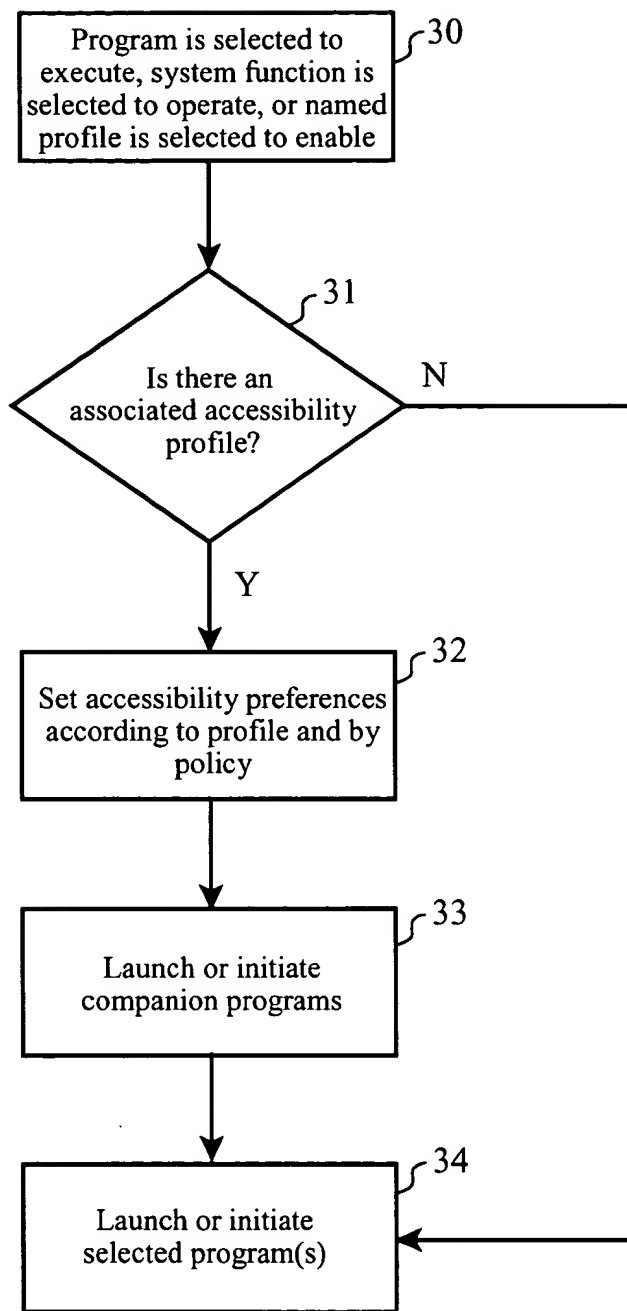 30
Program is selected to
execute, system function is
selected to operate, or named
profile is selected to enable
31
Is there an
associated accessibility
profile?
N
Y
32
Set accessibility preferences
according to profile and by
policy
33
Launch or initiate
companion programs
34
Launch or initiate
selected program(s)